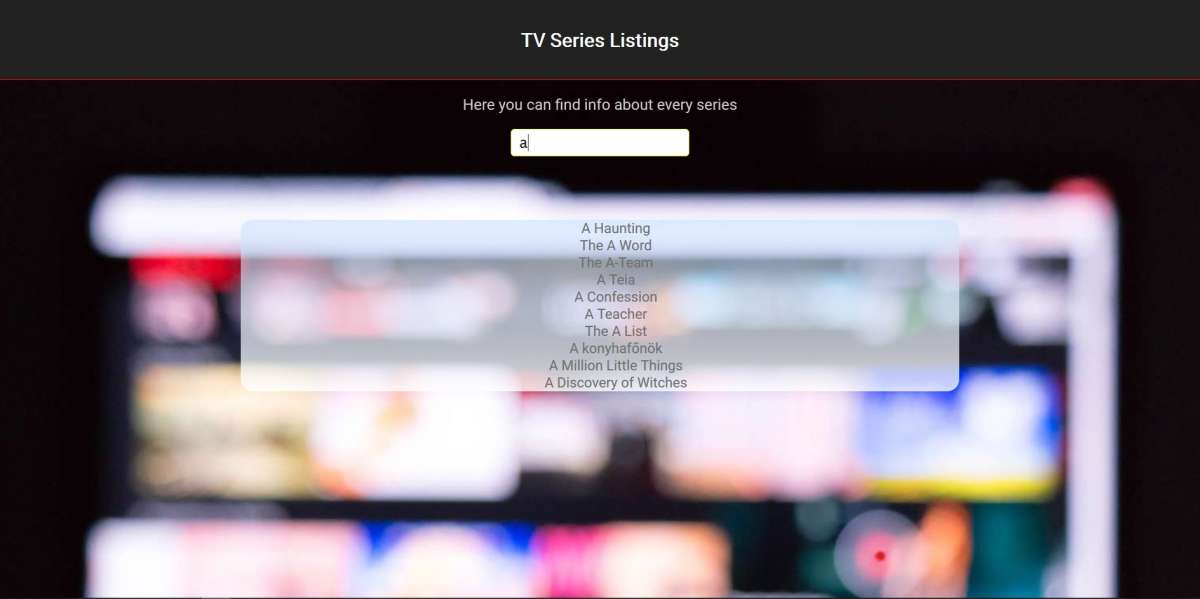 TV Series Listings
Here you can find info about every series
a
A Haunting
The A Word
The A-Team
A Teia
A Confession
A Teacher
The A List
A konyhafőnök
A Million Little Things
A Discovery of Witches